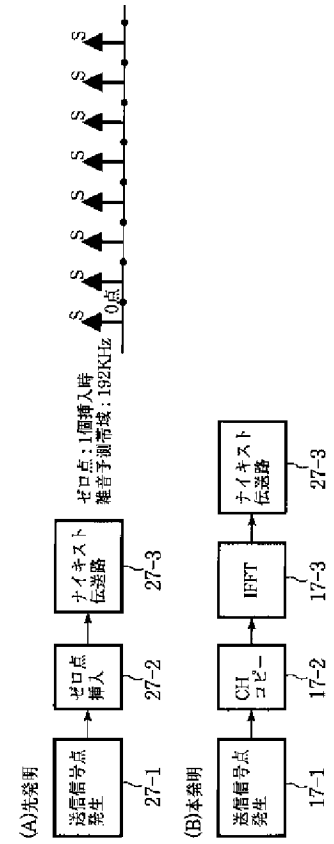 (A)先発明
送信信号点
発生
27-1
ゼロ点
挿入
27-2
ナイキスト
伝送路
27-3
ゼロ点:1個挿入時
雑音予測帯域:192KHz
S
S
S
S
S
S
S
S
0点
(B)本発明
送信信号点
発生
17-1
CH
コピー
17-2
IFFT
17-3
ナイキスト
伝送路
27-3